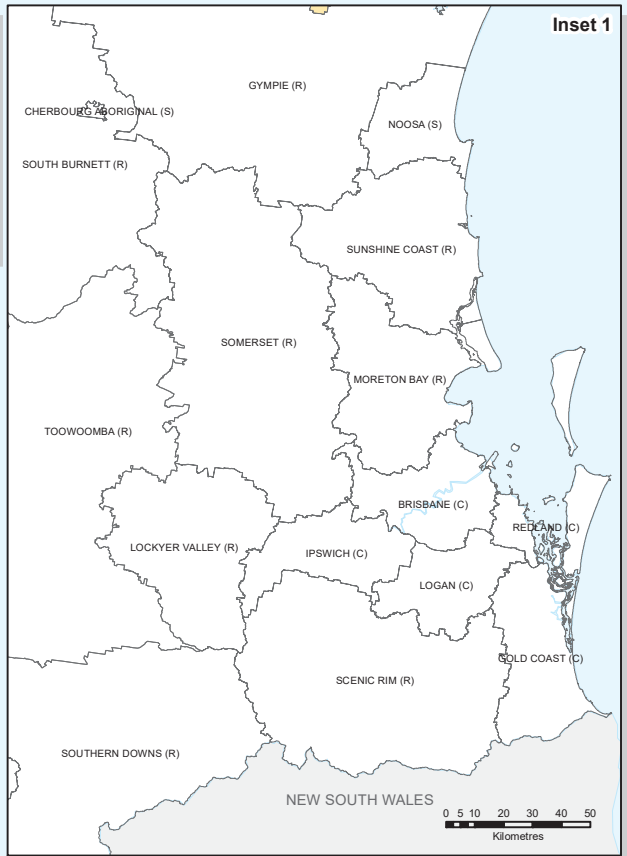 Inset 1
GYMPIE (R)
CHERBOURG ABORIGINAL (S)
NOOSA (S)
SOUTH BURNETT (R)
SUNSHINE COAST (R)
SOMERSET (R)
MORETON BAY (R)
TOOWOOMBA (R)
BRISBANE (C)
REDLAND (C)
LOCKYER VALLEY (R)
IPSWICH (C)
LOGAN (C)
GOLD COAST (C)
SCENIC RIM (R)
SOUTHERN DOWNS (R)
NEW SOUTH WALES
0 5 10 20 30 40 50
Kilometres